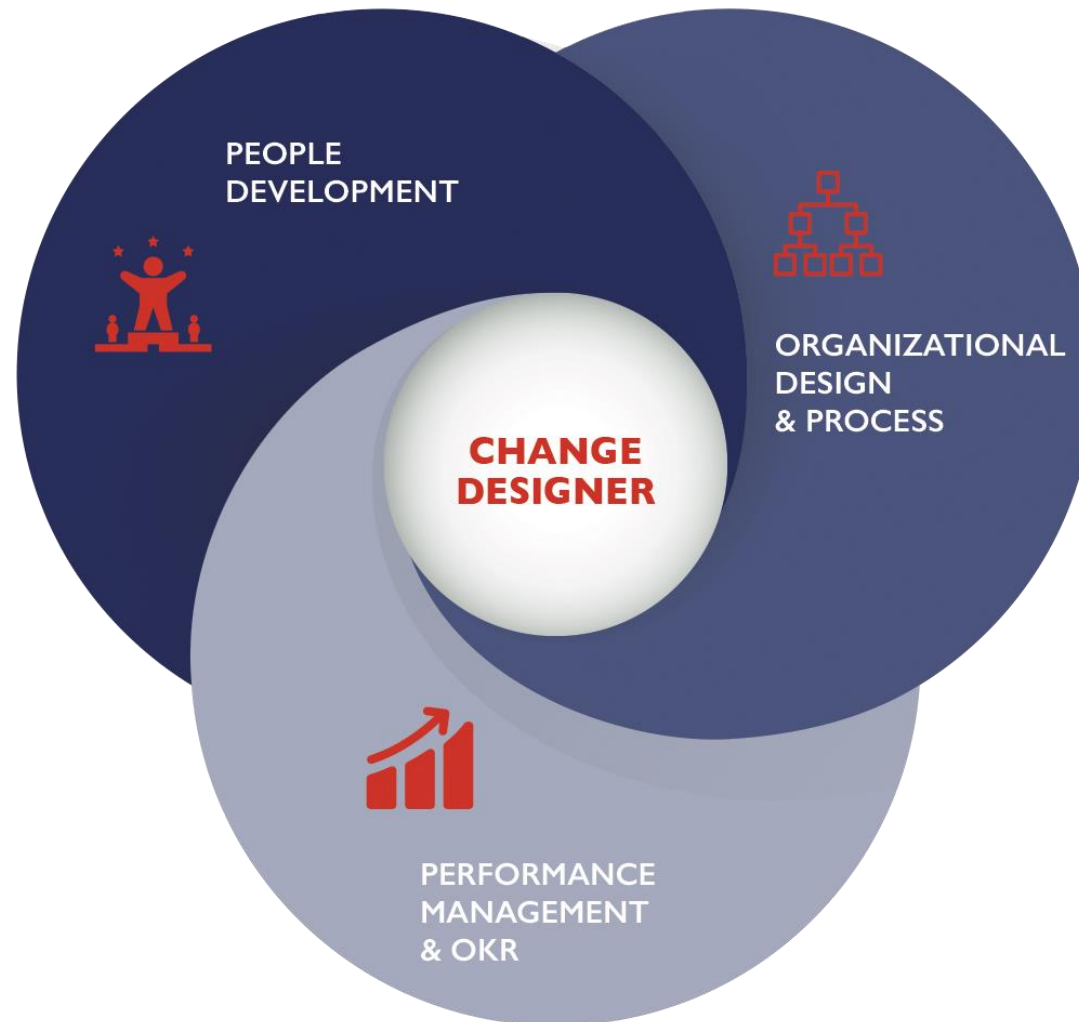 PEOPLE
DEVELOPMENT
ORGANIZATIONAL
DESIGN
& PROCESS
CHANGE
DESIGNER
PERFORMANCE
MANAGEMENT
& OKR